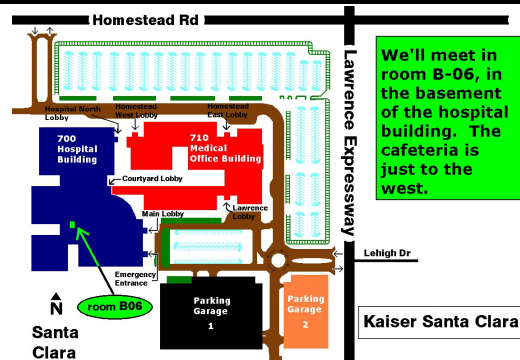 Homestead Rd
Lawrence Expressway
We'll meet in
room B-06, in
the basement
of the hospital
building.  The
cafeteria is
just to the
west.
Huspital North
Lobby
Homestead
West Lobby
Homestead
East Lobby
700
Hospital
Building
710
Medical
Office Building
Courtyard Lobby
Main Lobby
Lawrence
Lobby
Emergency
Entrance
Lehigh Dr
N
room B06
Parking
Garage
1
Parking
Garage
2
Santa
Clara
Kaiser Santa Clara